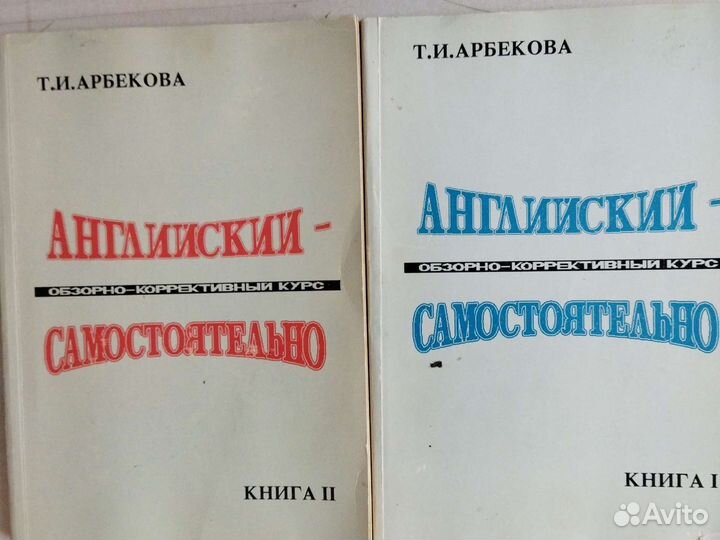 Т.И.АРБЕКОВА
АНГЛИЙСКИЙ -
ОБЗОРНО-КОРРЕКТИВНЫЙ КУРС
САМОСТОЯТЕЛЬНО
КНИГА II
Т.И.АРБЕКОВА
АНГЛИЙСКИЙ -
ОБЗОРНО-КОРРЕКТИВНЫЙ КУРС
САМОСТОЯТЕЛЬНО
КНИГА I
Avito